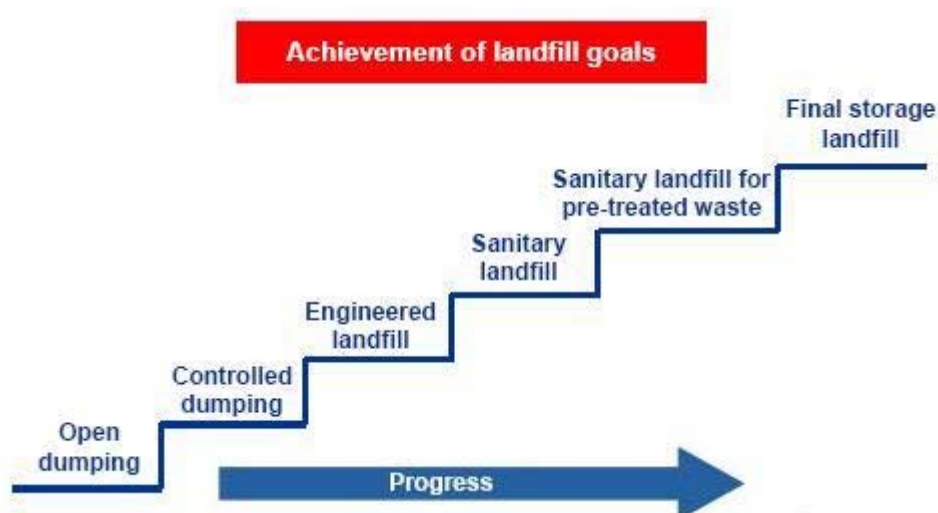 Achievement of landfill goals
Final storage
landfill
Sanitary landfill for
pre-treated waste
Sanitary
landfill
Engineered
landfill
Controlled
dumping
Open
dumping
Progress